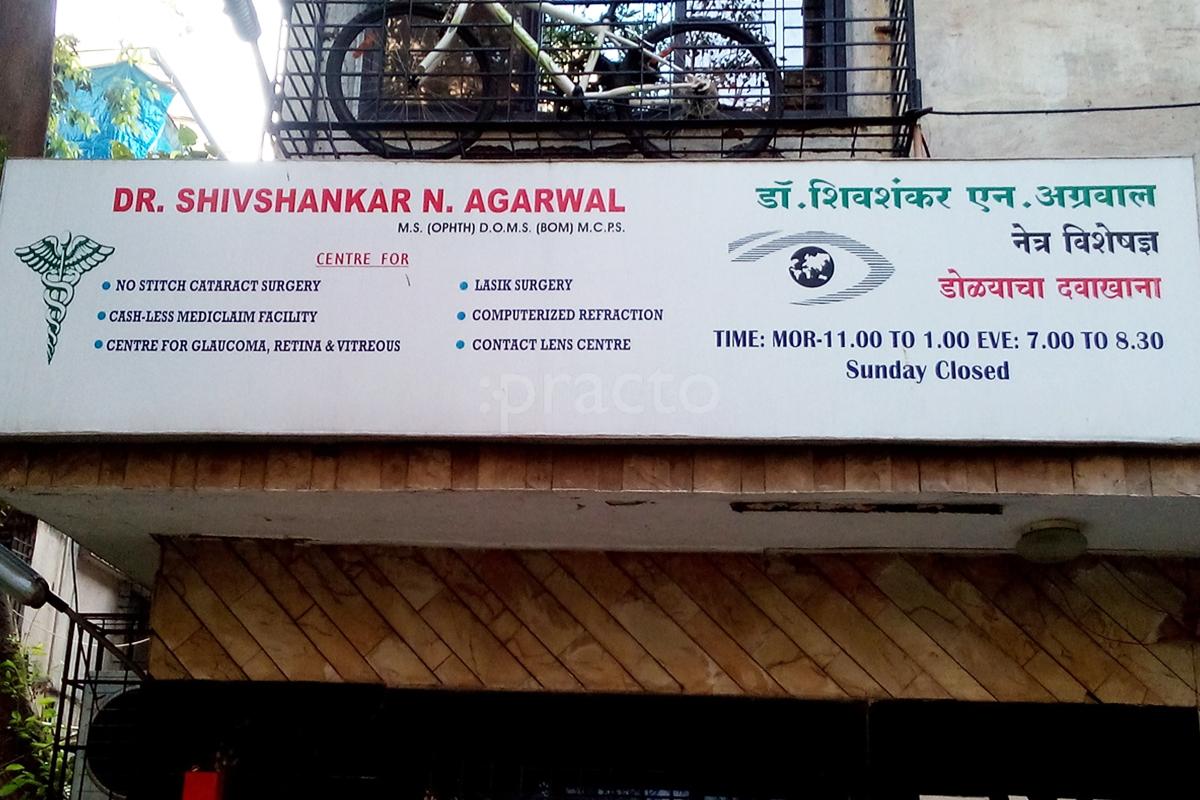 DR. SHIVSHANKAR N. AGARWAL
M.S. (OPHTH) D.O.M.S. (BOM) M.C.P.S.
CENTRE FOR
NO STITCH CATARACT SURGERY
CASH-LESS MEDICLAIM FACILITY
CENTRE FOR GLAUCOMA, RETINA & VITREOUS
LASIK SURGERY
COMPUTERIZED REFRACTION
CONTACT LENS CENTRE
डॉ.शिवशंकर एन.अग्रवाल
नेत्र विशेषज्ञ
डोळयाचा दवाखाना
TIME: MOR-11.00 TO 1.00 EVE: 7.00 TO 8.30
Sunday Closed
:practo